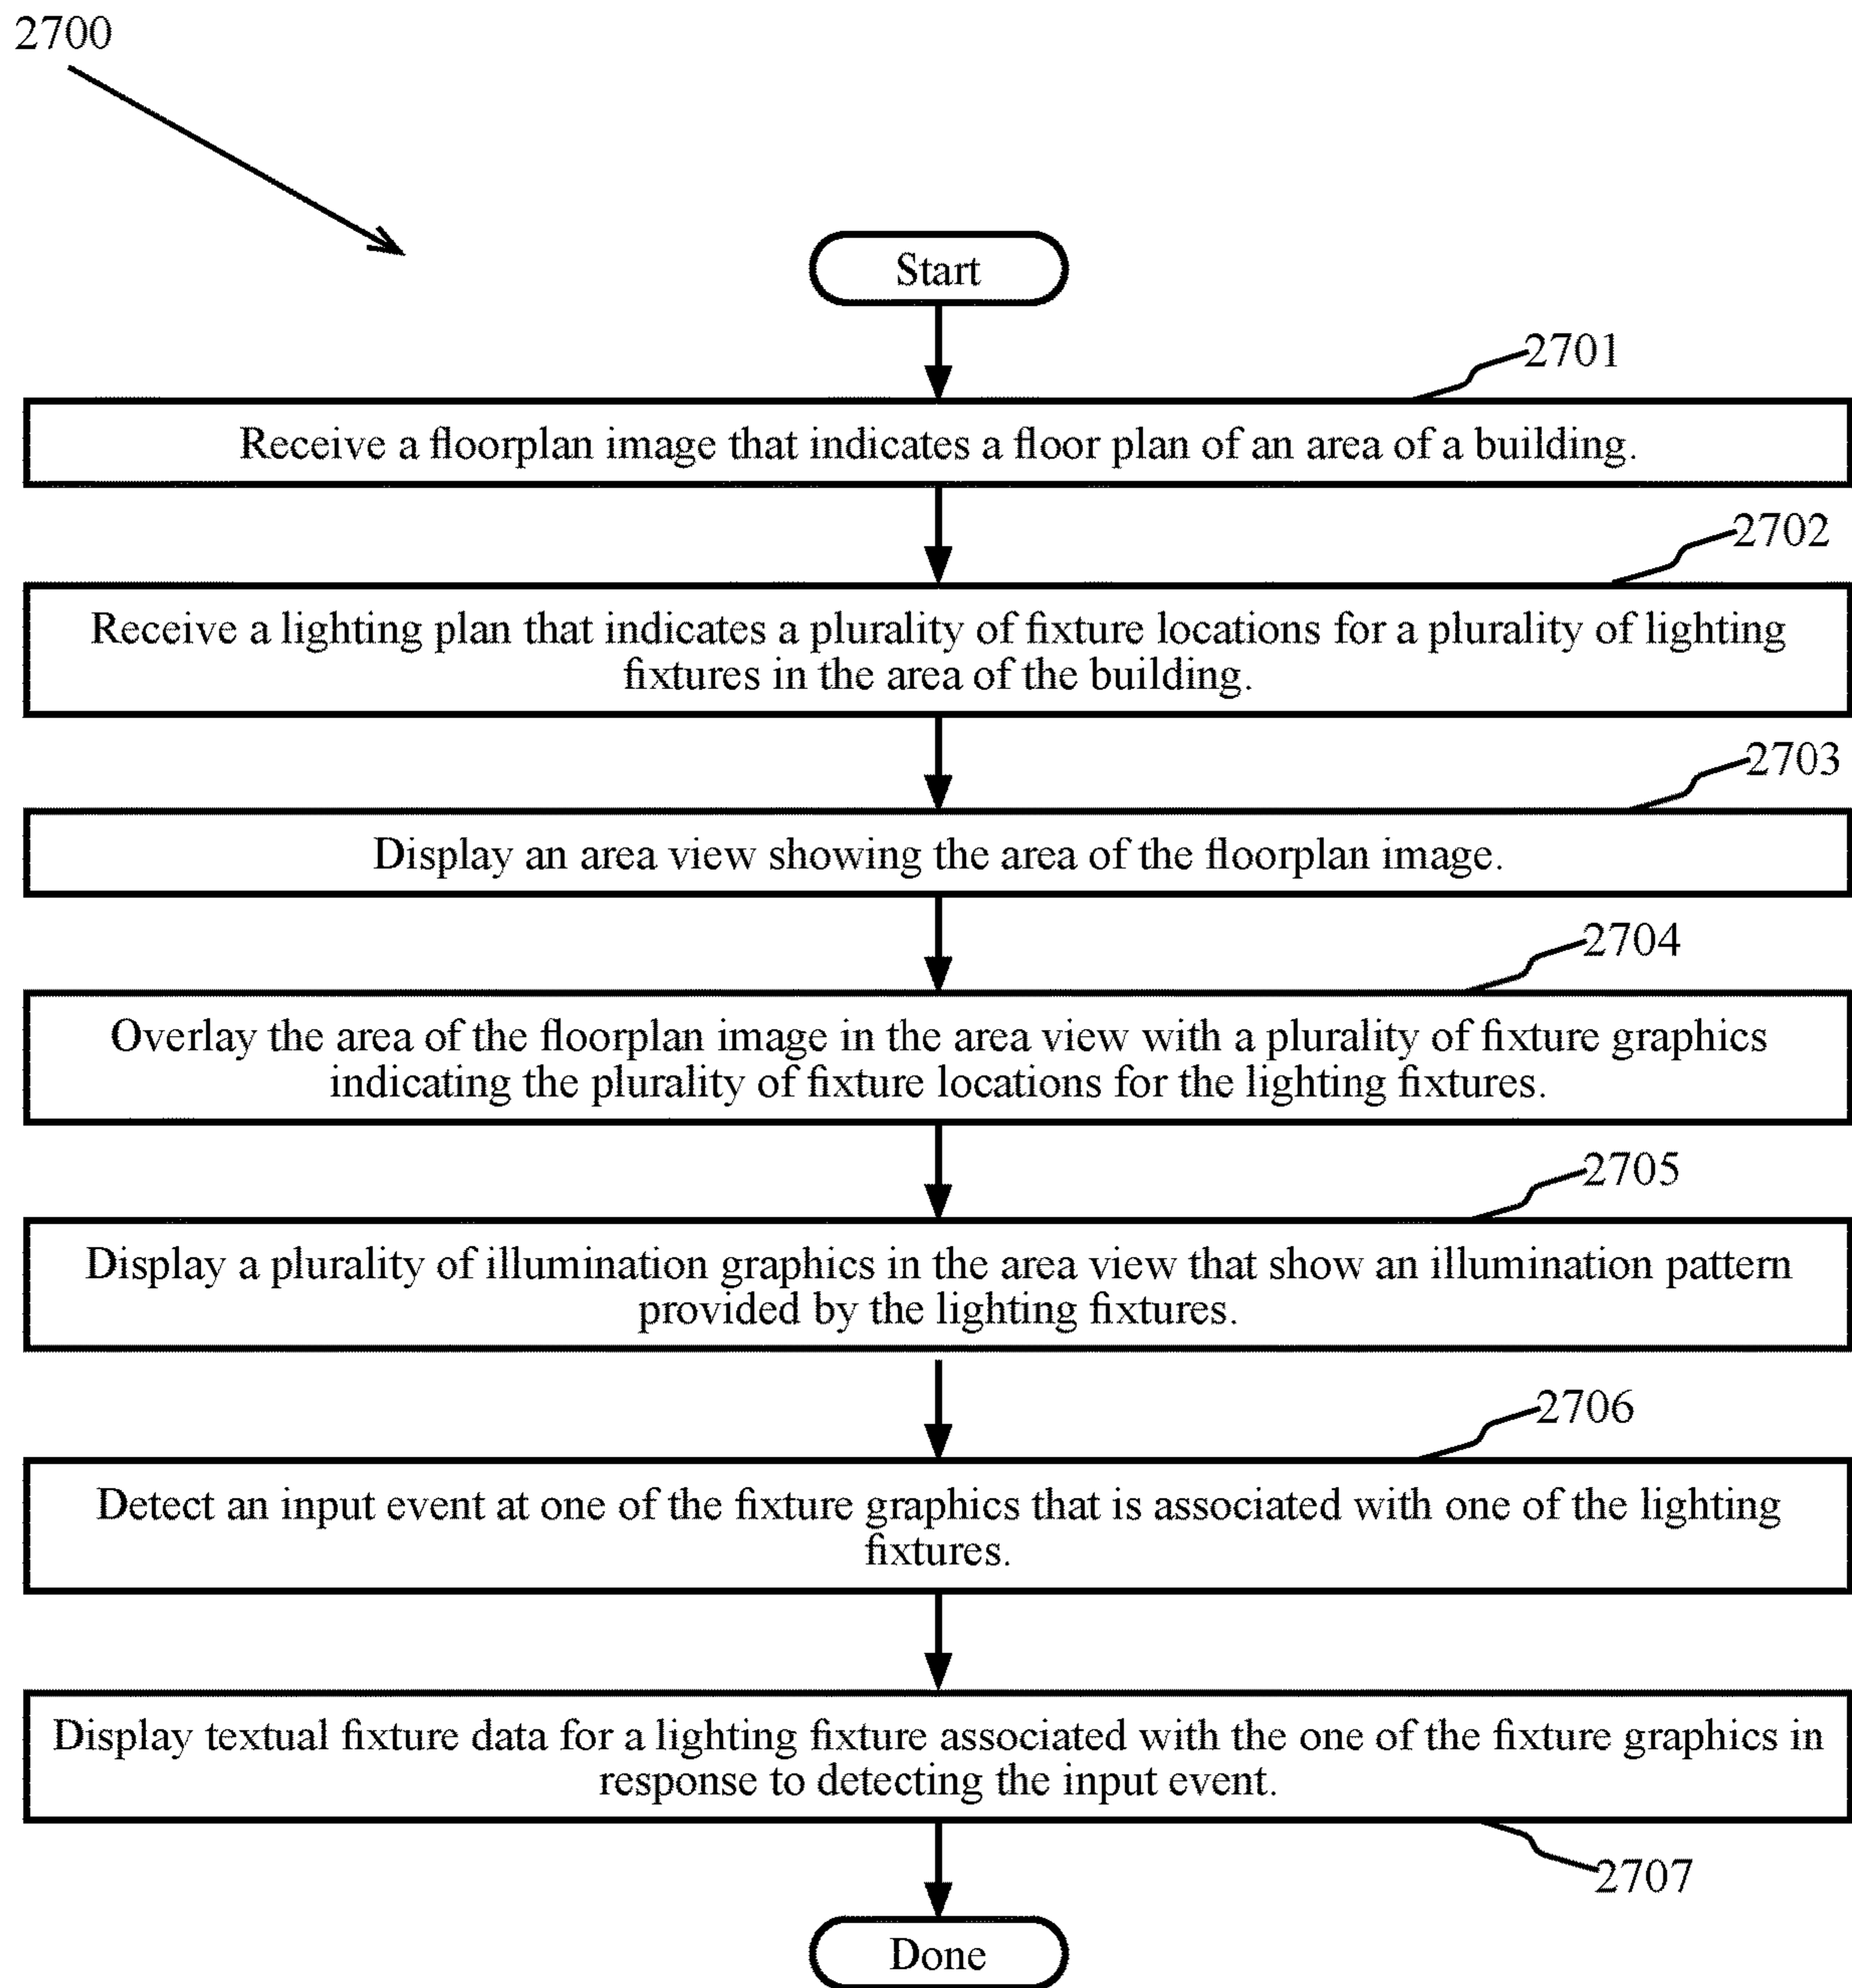 2700
Start
2701
Receive a floorplan image that indicates a floor plan of an area of a building.
2702
Receive a lighting plan that indicates a plurality of fixture locations for a plurality of lighting
fixtures in the area of the building.
2703
Display an area view showing the area of the floorplan image.
2704
Overlay the area of the floorplan image in the area view with a plurality of fixture graphics
indicating the plurality of fixture locations for the lighting fixtures.
2705
Display a plurality of illumination graphics in the area view that show an illumination pattern
provided by the lighting fixtures.
2706
Detect an input event at one of the fixture graphics that is associated with one of the lighting
fixtures.
Display textual fixture data for a lighting fixture associated with the one of the fixture graphics in
response to detecting the input event.
2707
Done